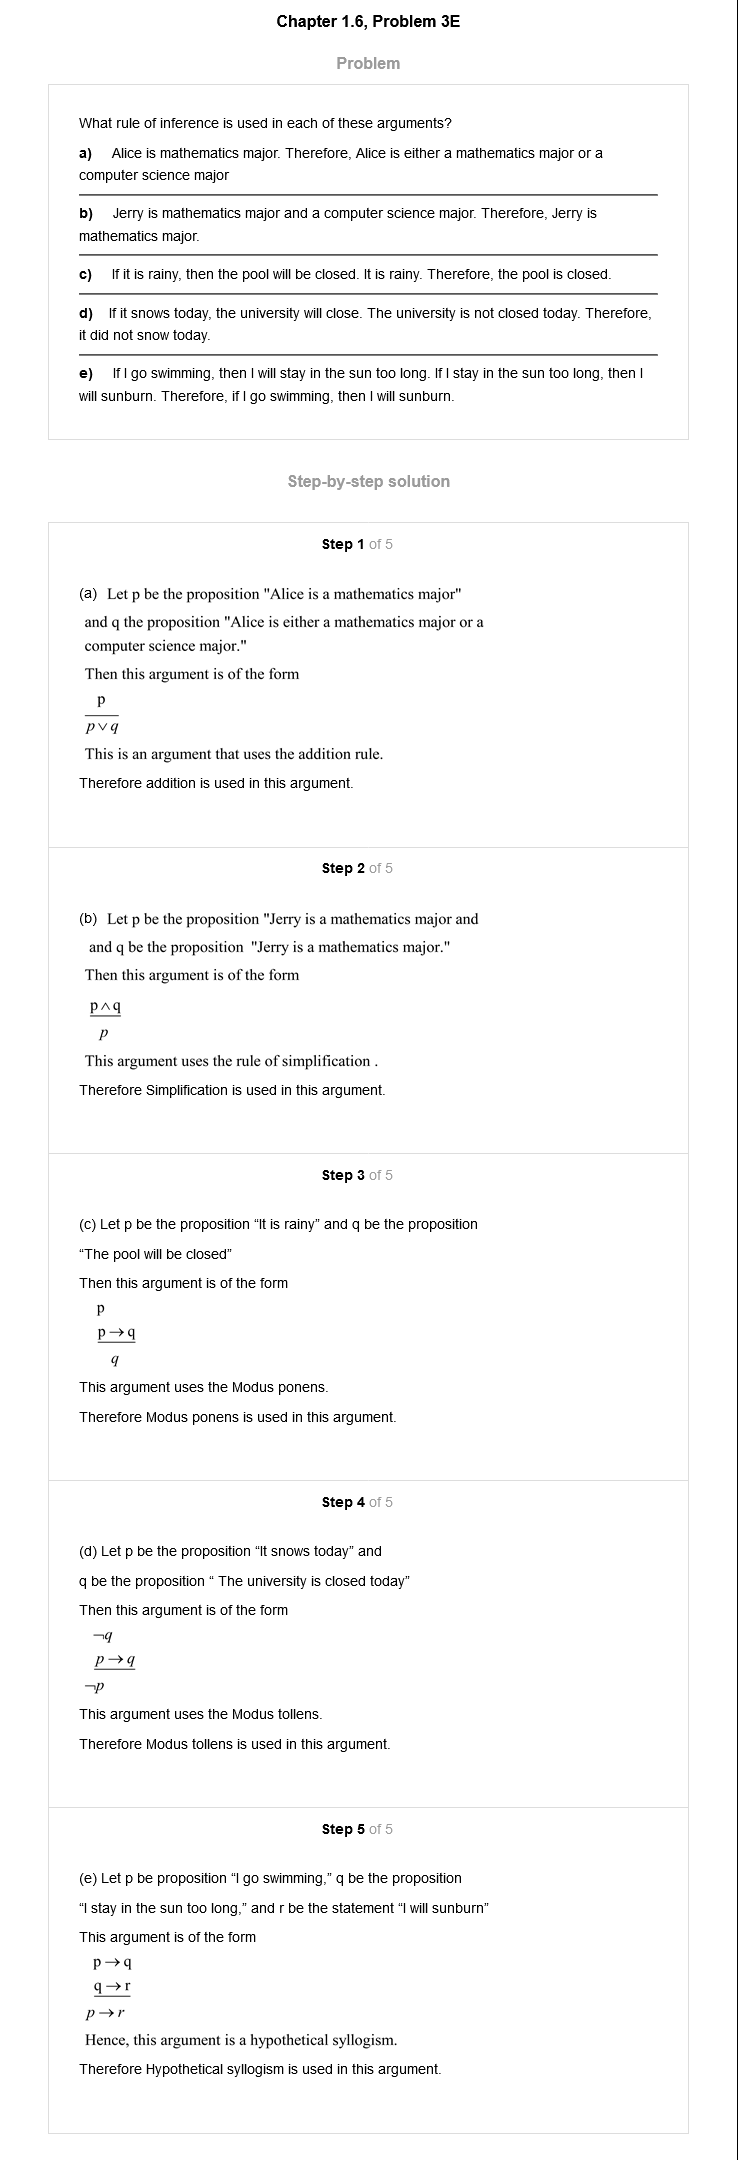 Chapter 1.6, Problem 3E
Problem
What rule of inference is used in each of these arguments?
a) Alice is mathematics major. Therefore, Alice is either a mathematics major or a
computer science major
b) Jerry is mathematics major and a computer science major. Therefore, Jerry is
mathematics major.
c) If it is rainy, then the pool will be closed. It is rainy. Therefore, the pool is closed.
d) If it snows today, the university will close. The university is not closed today. Therefore,
it did not snow today.
e) If I go swimming, then I will stay in the sun too long. If I stay in the sun too long, then I
will sunburn. Therefore, if I go swimming, then I will sunburn.
Step-by-step solution
Step 1 of 5
(a) Let p be the proposition "Alice is a mathematics major"
and q the proposition "Alice is either a mathematics major or a
computer science major."
Then this argument is of the form
p
p∨q
This is an argument that uses the addition rule.
Therefore addition is used in this argument.
Step 2 of 5
(b) Let p be the proposition "Jerry is a mathematics major and
and q be the proposition "Jerry is a mathematics major."
Then this argument is of the form
p∧q
p
This argument uses the rule of simplification .
Therefore Simplification is used in this argument.
Step 3 of 5
(c) Let p be the proposition “It is rainy” and q be the proposition
“The pool will be closed”
Then this argument is of the form
p
p→q
q
This argument uses the Modus ponens.
Therefore Modus ponens is used in this argument.
Step 4 of 5
(d) Let p be the proposition “It snows today” and
q be the proposition “ The university is closed today”
Then this argument is of the form
¬q
p→q
¬p
This argument uses the Modus tollens.
Therefore Modus tollens is used in this argument.
Step 5 of 5
(e) Let p be proposition “I go swimming,” q be the proposition
“I stay in the sun too long,” and r be the statement “I will sunburn”
This argument is of the form
p→q
q→r
p→r
Hence, this argument is a hypothetical syllogism.
Therefore Hypothetical syllogism is used in this argument.